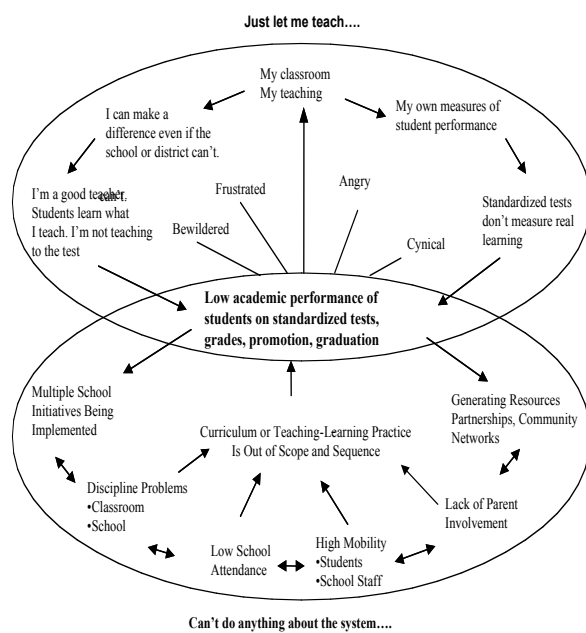 Just let me teach....
My classroom
My teaching
I can make a
difference even if the
school or district can't.
My own measures of
student performance
I'm a good teacher.
can't.
Students learn what
I teach. I'm not teaching
to the test
Frustrated
Angry
Bewildered
Cynical
Standardized tests
don't measure real
learning
Low academic performance of
students on standardized tests,
grades, promotion, graduation
Multiple School
Initiatives Being
Implemented
Generating Resources
Partnerships, Community
Networks
Curriculum or Teaching-Learning Practice
Is Out of Scope and Sequence
Discipline Problems
•Classroom
•School
Lack of Parent
Involvement
Low School
Attendance
High Mobility
•Students
•School Staff
Can't do anything about the system....